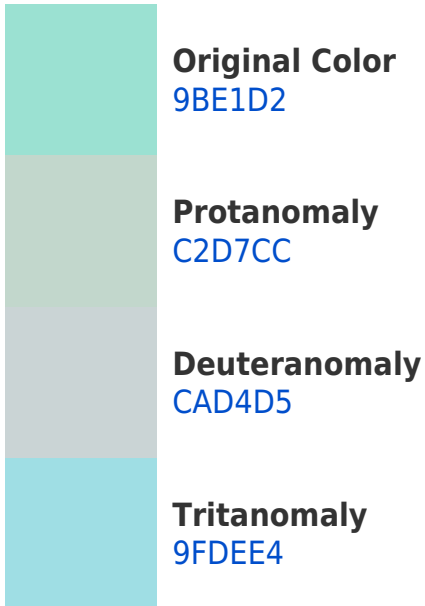 Original Color
9BE1D2
Protanomaly
C2D7CC
Deuteranomaly
CAD4D5
Tritanomaly
9FDEE4